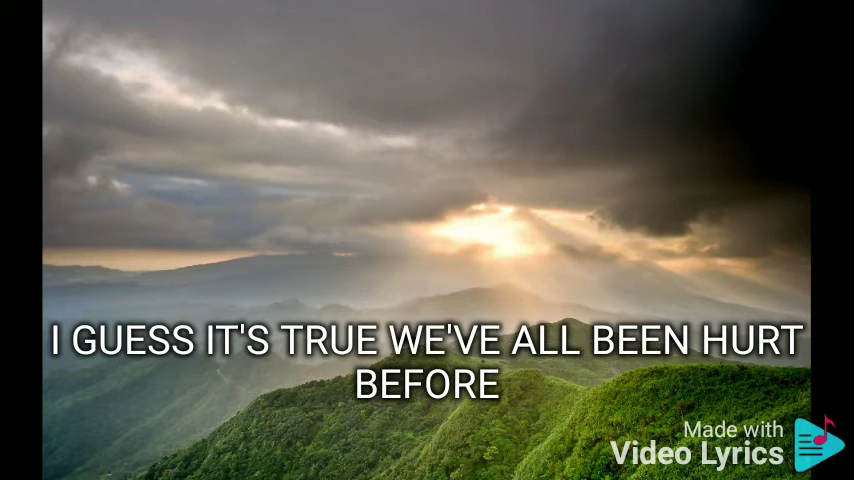 I GUESS IT'S TRUE WE'VE ALL BEEN HURT
BEFORE
Made with
Video Lyrics